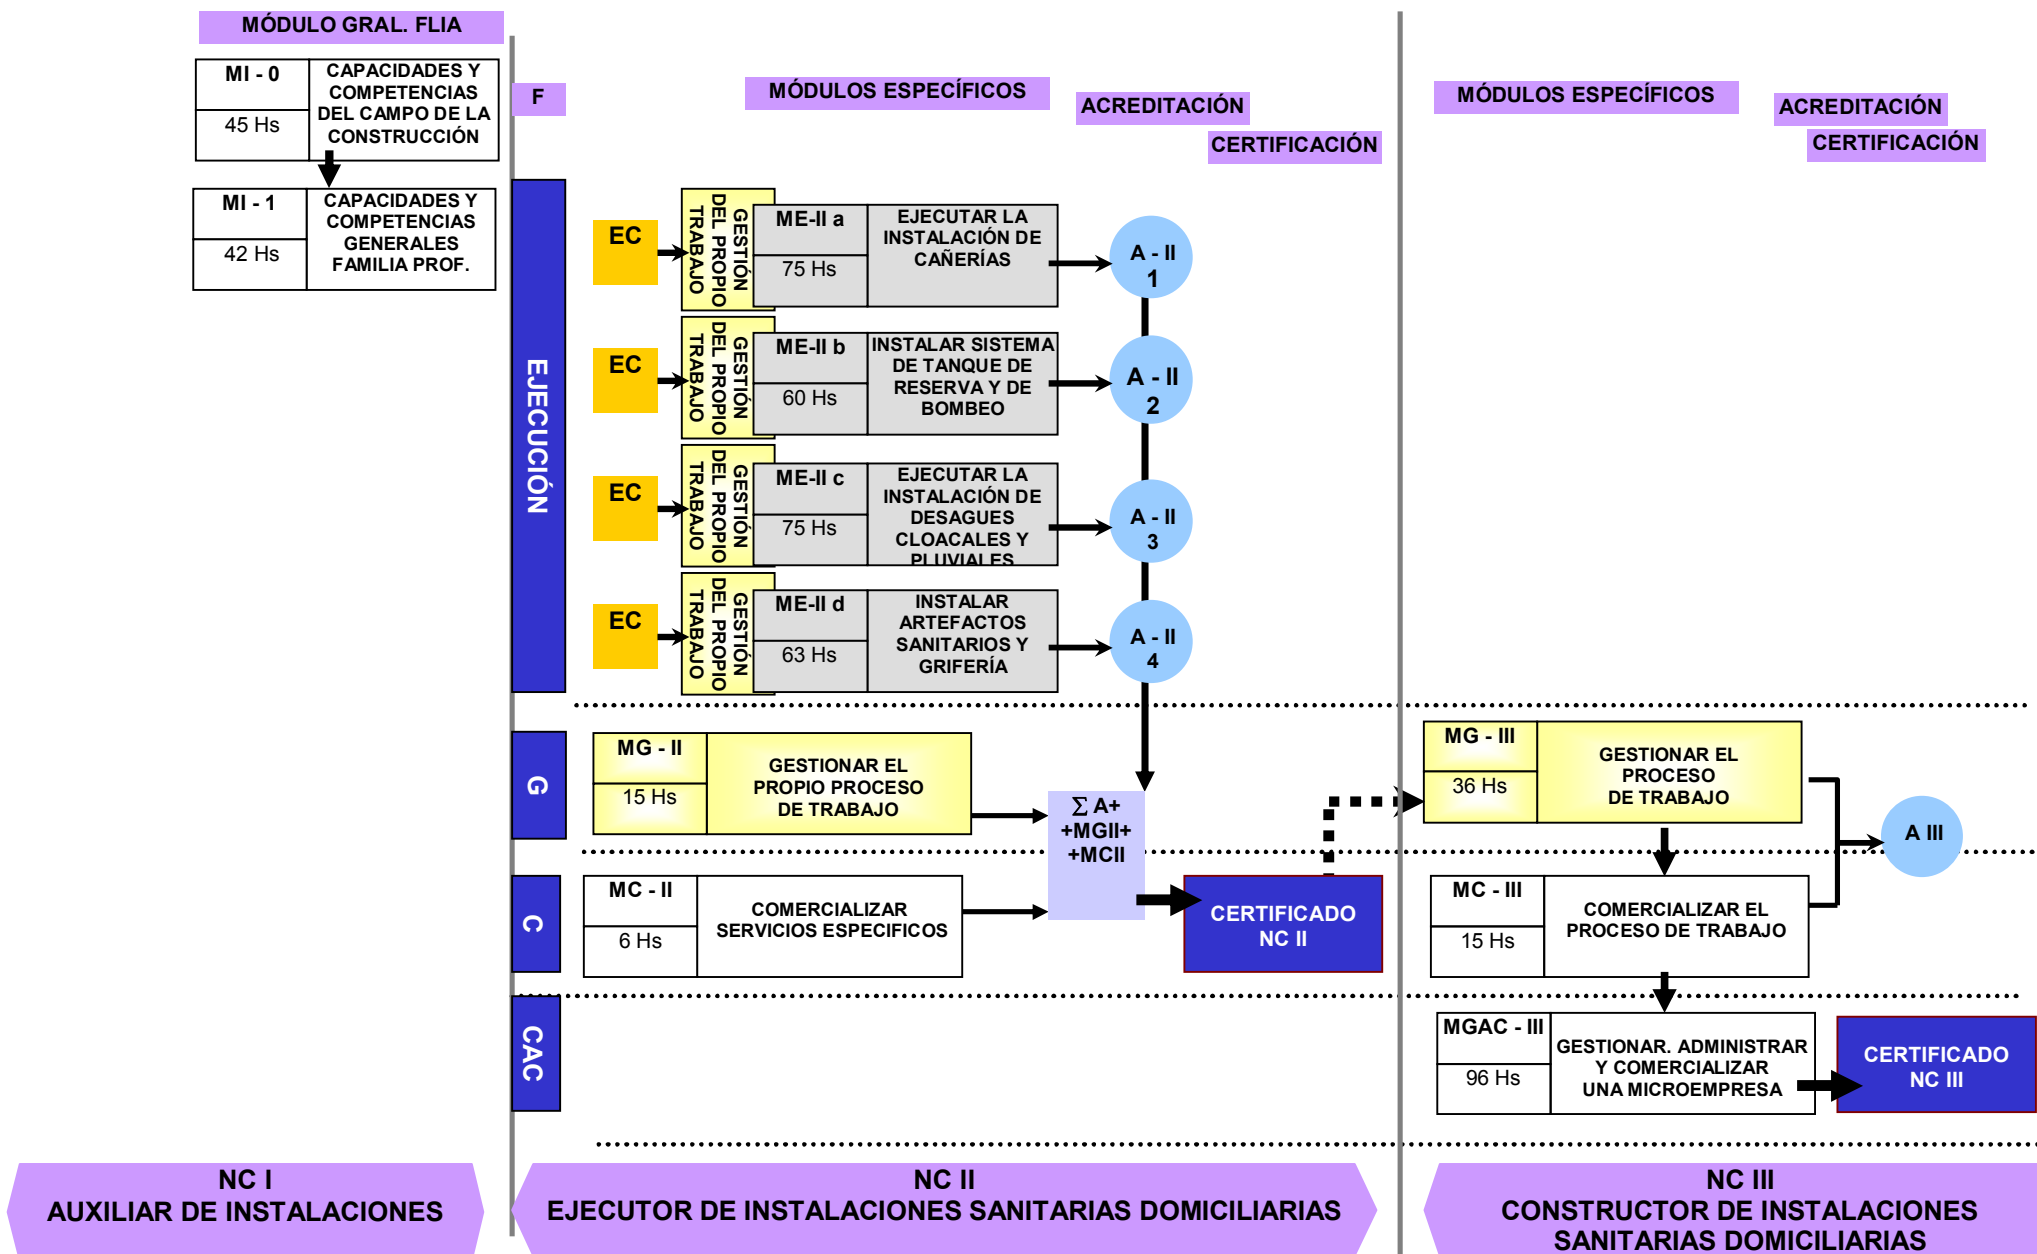 MÓDULO GRAL. FLIA
MI - 0
45 Hs
CAPACIDADES Y
COMPETENCIAS
DEL CAMPO DE LA
CONSTRUCCIÓN
MI - 1
42 Hs
CAPACIDADES Y
COMPETENCIAS
GENERALES
FAMILIA PROF.
F
MÓDULOS ESPECÍFICOS
ACREDITACIÓN
CERTIFICACIÓN
MÓDULOS ESPECÍFICOS
ACREDITACIÓN
CERTIFICACIÓN
EJECUCIÓN
EC
GESTIÓN
DEL PROPIO
TRABAJO
ME-II a
75 Hs
EJECUTAR LA
INSTALACIÓN DE
CAÑERÍAS
A - II
1
EC
GESTIÓN
DEL PROPIO
TRABAJO
ME-II b
60 Hs
INSTALAR SISTEMA
DE TANQUE DE
RESERVA Y DE
BOMBEO
A - II
2
EC
GESTIÓN
DEL PROPIO
TRABAJO
ME-II c
75 Hs
EJECUTAR LA
INSTALACIÓN DE
DESAGUES
CLOACALES Y
PLUVIALES
A - II
3
EC
GESTIÓN
DEL PROPIO
TRABAJO
ME-II d
63 Hs
INSTALAR
ARTEFACTOS
SANITARIOS Y
GRIFERÍA
A - II
4
G
MG - II
15 Hs
GESTIONAR EL
PROPIO PROCESO
DE TRABAJO
Σ A+
+MGII+
+MCII
MG - III
36 Hs
GESTIONAR EL
PROCESO
DE TRABAJO
A III
C
MC - II
6 Hs
COMERCIALIZAR
SERVICIOS ESPECIFICOS
CERTIFICADO
NC II
MC - III
15 Hs
COMERCIALIZAR EL
PROCESO DE TRABAJO
CAC
MGAC - III
96 Hs
GESTIONAR. ADMINISTRAR
Y COMERCIALIZAR
UNA MICROEMPRESA
CERTIFICADO
NC III
NC I
AUXILIAR DE INSTALACIONES
NC II
EJECUTOR DE INSTALACIONES SANITARIAS DOMICILIARIAS
NC III
CONSTRUCTOR DE INSTALACIONES
SANITARIAS DOMICILIARIAS